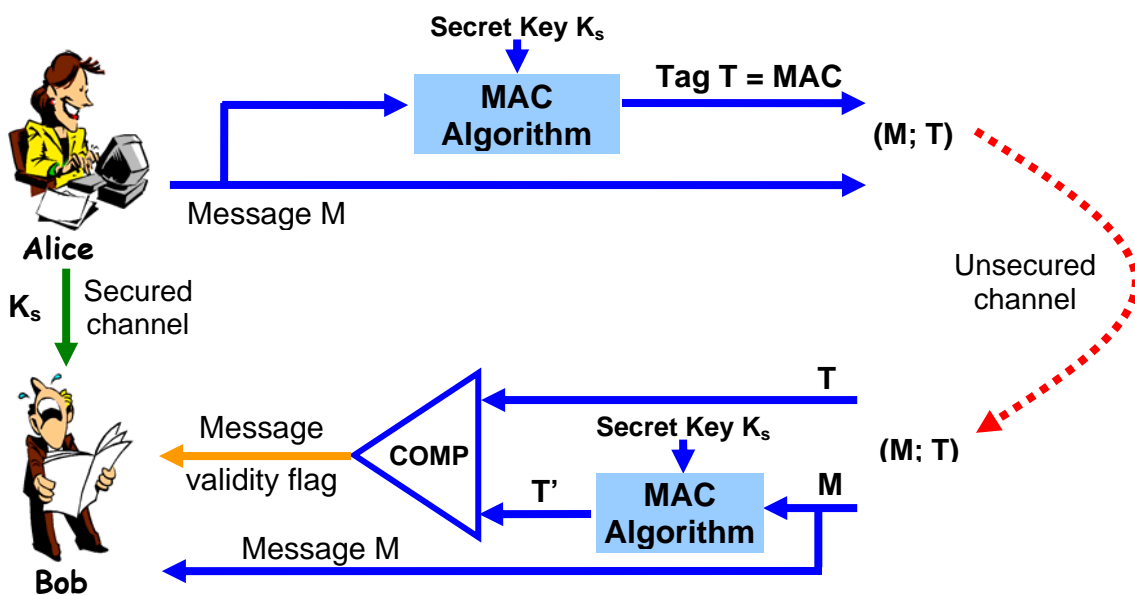 Secret Key Ks
MAC
Algorithm
Tag T = MAC
(M; T)
Message M
Alice
Ks
Secured
channel
Unsecured
channel
T
Secret Key Ks
(M; T)
Message
validity flag
COMP
T’
MAC
Algorithm
M
Message M
Bob